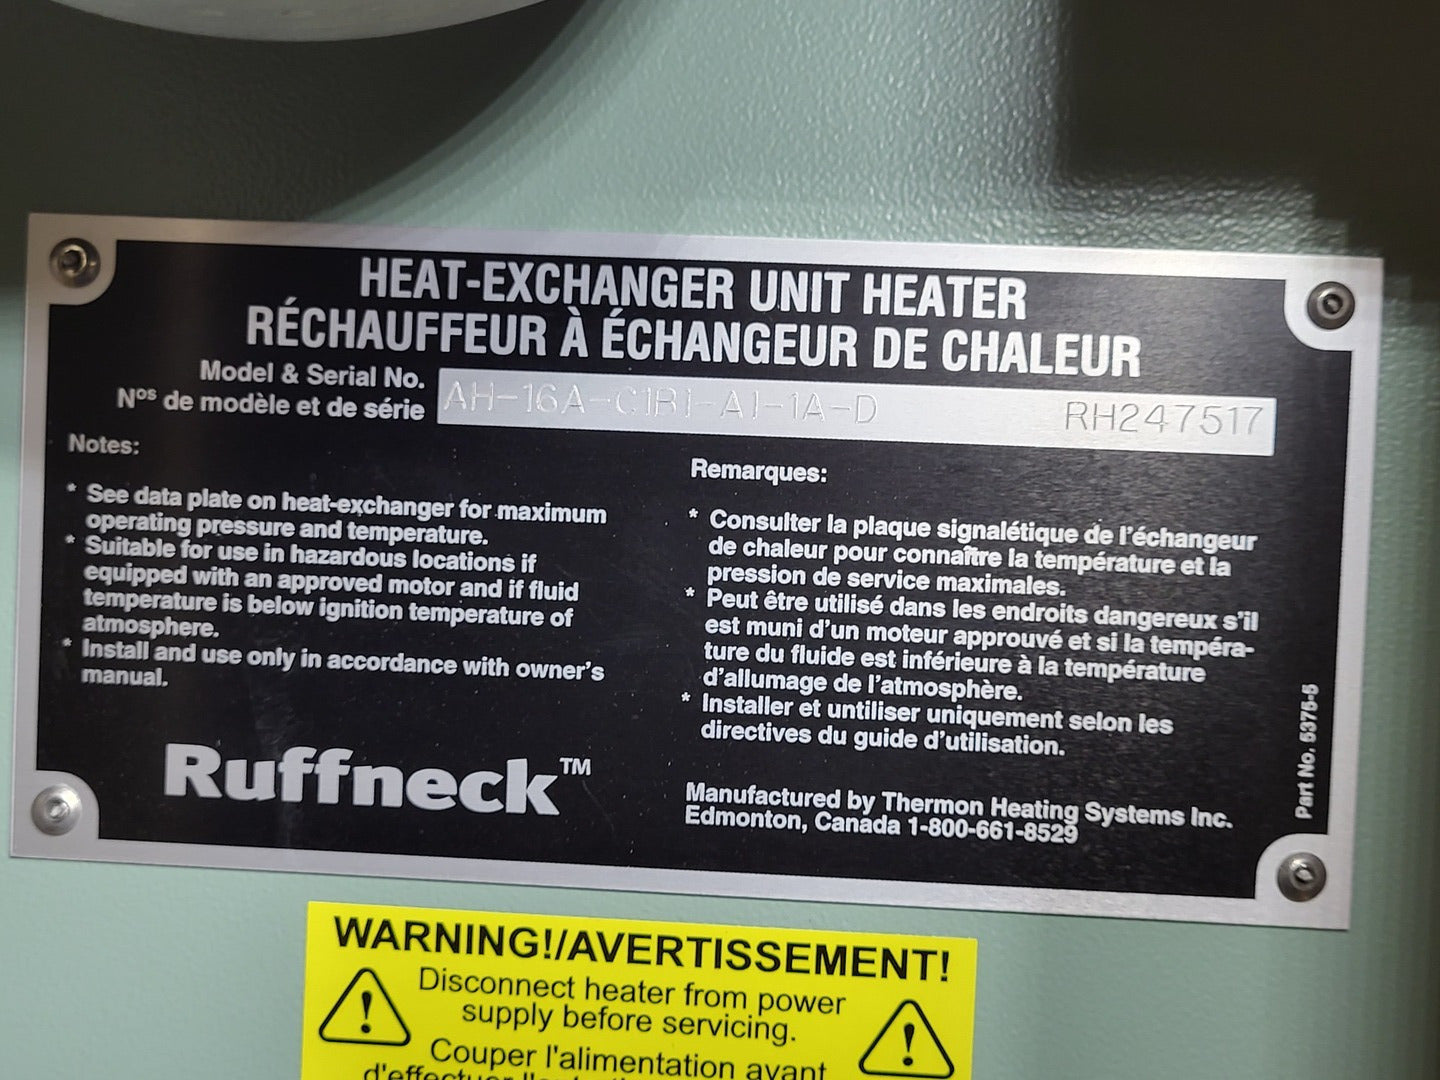 HEAT-EXCHANGER UNIT HEATER
RÉCHAUFFEUR À ÉCHANGEUR DE CHALEUR
Model & Serial No.
Nos de modèle et de série
AH-16A-C1B1-A1-1A-D RH247517
Notes:
* See data plate on heat-exchanger for maximum
operating pressure and temperature.
* Suitable for use in hazardous locations if
equipped with an approved motor and if fluid
temperature is below ignition temperature of
atmosphere.
* Install and use only in accordance with owner's
manual.
Remarques:
* Consulter la plaque signalétique de l'échangeur
de chaleur pour connaître la température et la
pression de service maximales.
* Peut être utilisé dans les endroits dangereux s'il
est muni d'un moteur approuvé et si la tempéra-
ture du fluide est inférieure à la température
d'allumage de l'atmosphère.
* Installer et untiliser uniquement selon les
directives du guide d'utilisation.
Ruffneck™
Manufactured by Thermon Heating Systems Inc.
Edmonton, Canada 1-800-661-8529
Part No. 5375-5
WARNING!/AVERTISSEMENT!
Disconnect heater from power
supply before servicing.
Couper l'alimentation avant
d'effectuer